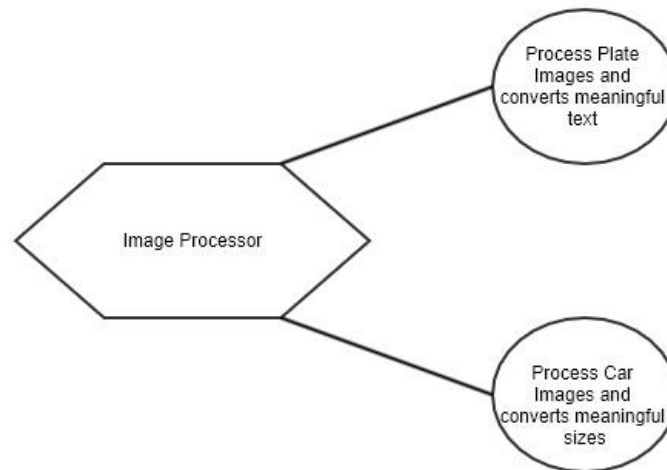 Process Plate
Images and
converts meaningful
text
Image Processor
Process Car
Images and
converts meaningful
sizes